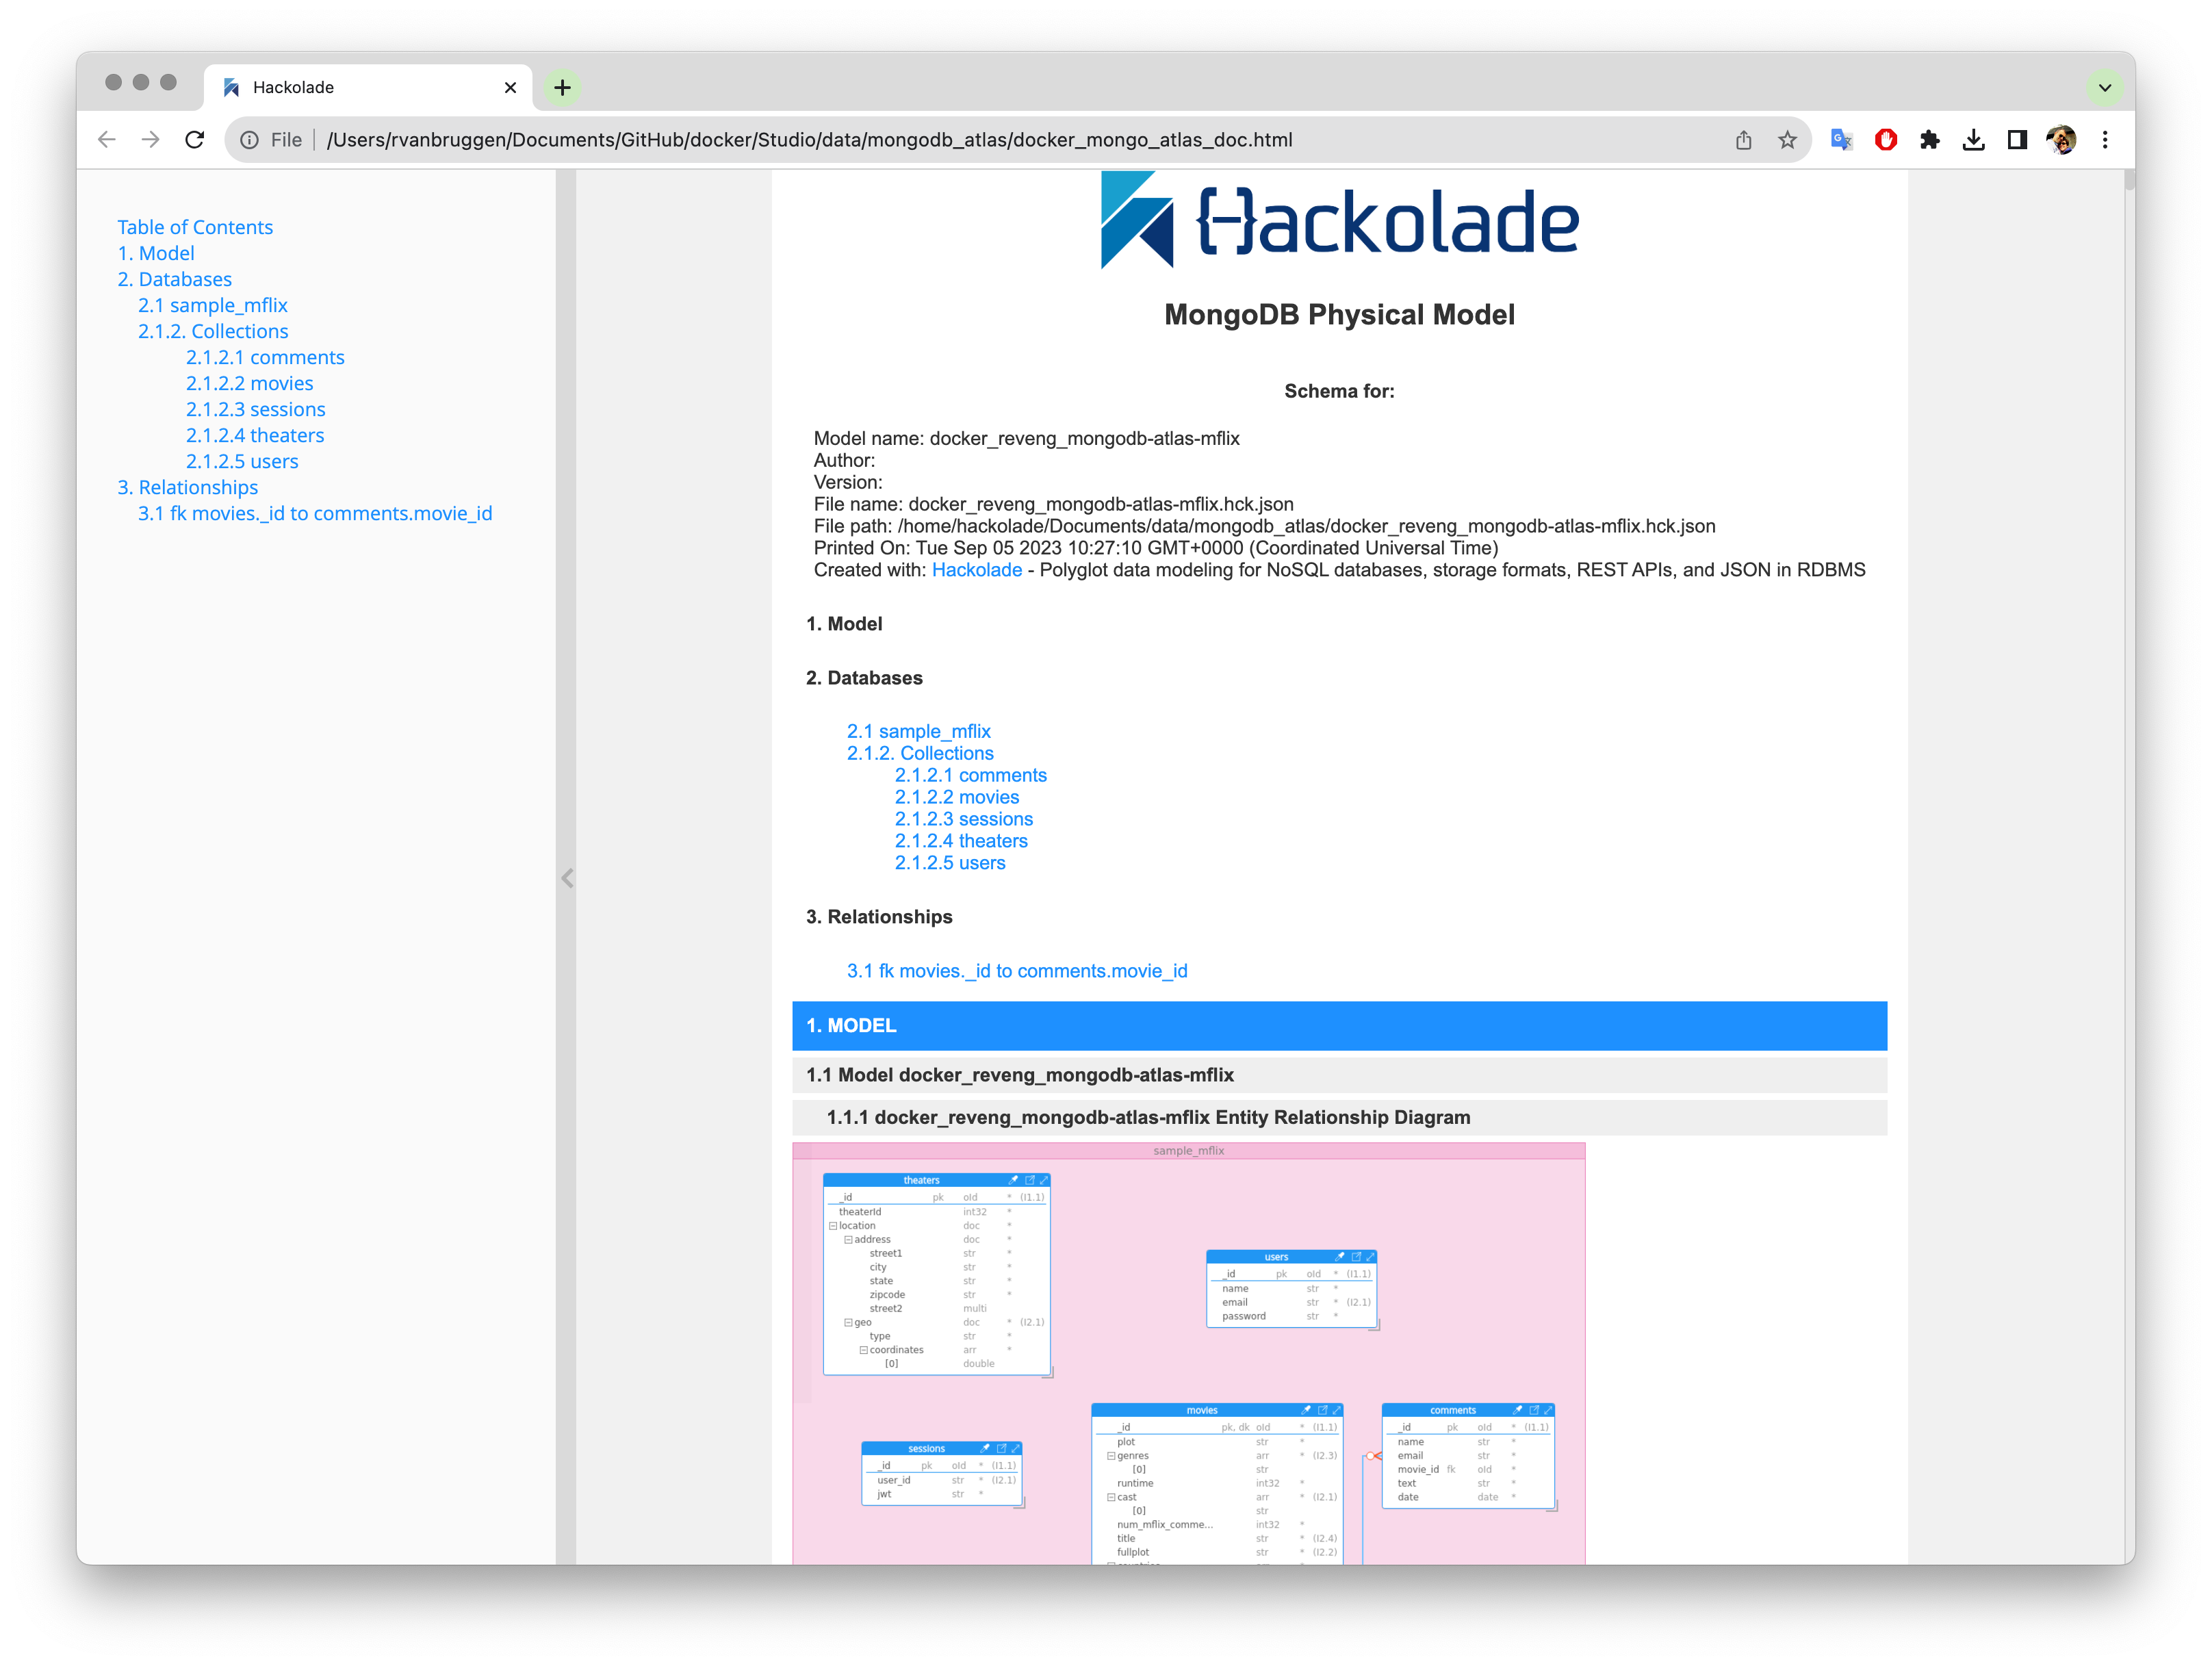 Hackolade
File /Users/rvanbruggen/Documents/GitHub/docker/Studio/data/mongodb_atlas/docker_mongo_atlas_doc.html
Table of Contents
1. Model
2. Databases
2.1 sample_mflix
2.1.2. Collections
2.1.2.1 comments
2.1.2.2 movies
2.1.2.3 sessions
2.1.2.4 theaters
2.1.2.5 users
3. Relationships
3.1 fk movies._id to comments.movie_id
Hackolade
MongoDB Physical Model
Schema for:
Model name: docker_reveng_mongodb-atlas-mflix
Author:
Version:
File name: docker_reveng_mongodb-atlas-mflix.hck.json
File path: /home/hackolade/Documents/data/mongodb_atlas/docker_reveng_mongodb-atlas-mflix.hck.json
Printed On: Tue Sep 05 2023 10:27:10 GMT+0000 (Coordinated Universal Time)
Created with: Hackolade - Polyglot data modeling for NoSQL databases, storage formats, REST APIs, and JSON in RDBMS
1. Model
2. Databases
2.1 sample_mflix
2.1.2. Collections
2.1.2.1 comments
2.1.2.2 movies
2.1.2.3 sessions
2.1.2.4 theaters
2.1.2.5 users
3. Relationships
3.1 fk movies._id to comments.movie_id
1. MODEL
1.1 Model docker_reveng_mongodb-atlas-mflix
1.1.1 docker_reveng_mongodb-atlas-mflix Entity Relationship Diagram
sample_mflix
theaters
_id pk oId * (I1.1)
theaterId int32 *
location doc *
address doc *
street1 str *
city str *
state str *
zipcode str *
street2 multi
geo doc * (I2.1)
type str *
coordinates arr *
[0] double
users
_id pk oId * (I1.1)
name str *
email str * (I2.1)
password str *
sessions
_id pk oId * (I1.1)
user_id str * (I2.1)
jwt str *
movies
_id pk, dk oId * (I1.1)
plot str *
genres arr * (I2.3)
[0] str
runtime int32 *
cast arr * (I2.1)
[0] str
num_mflix_comme... int32 *
title str * (I2.4)
fullplot str * (I2.2)
comments
_id pk oId * (I1.1)
name str *
email str *
movie_id fk oId *
text str *
date date *